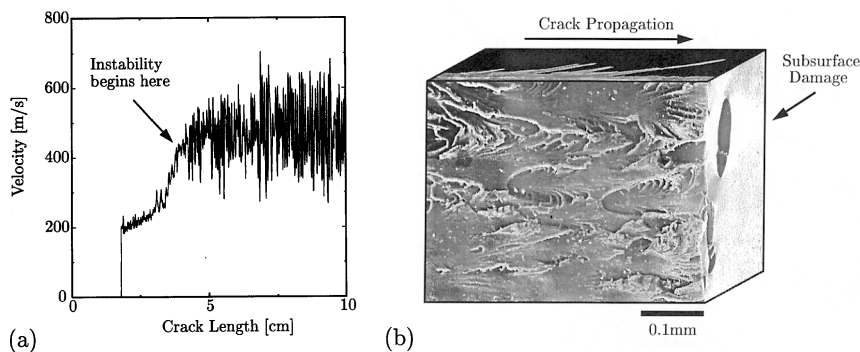 800
600
400
200
0
0
5
10
Velocity [m/s]
Crack Length [cm]
Instability
begins here
(a)
Crack Propagation
Subsurface
Damage
0.1mm
(b)